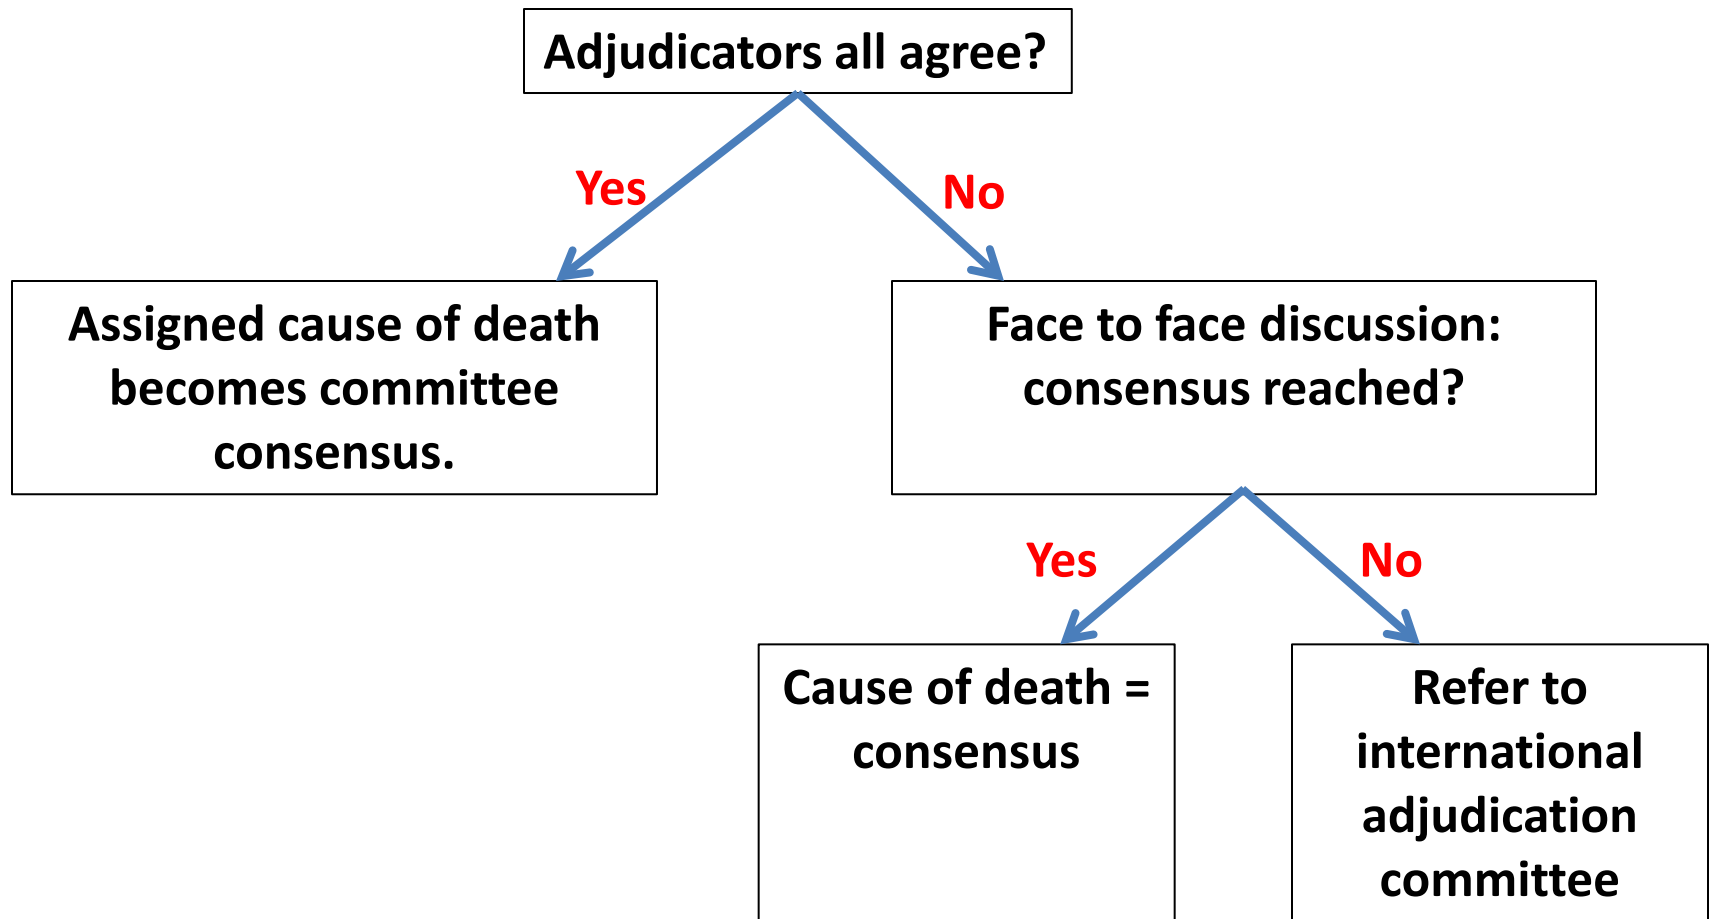 Adjudicators all agree?
Yes
No
Assigned cause of death
becomes committee
consensus.
Face to face discussion:
consensus reached?
Yes
No
Cause of death =
consensus
Refer to
international
adjudication
committee